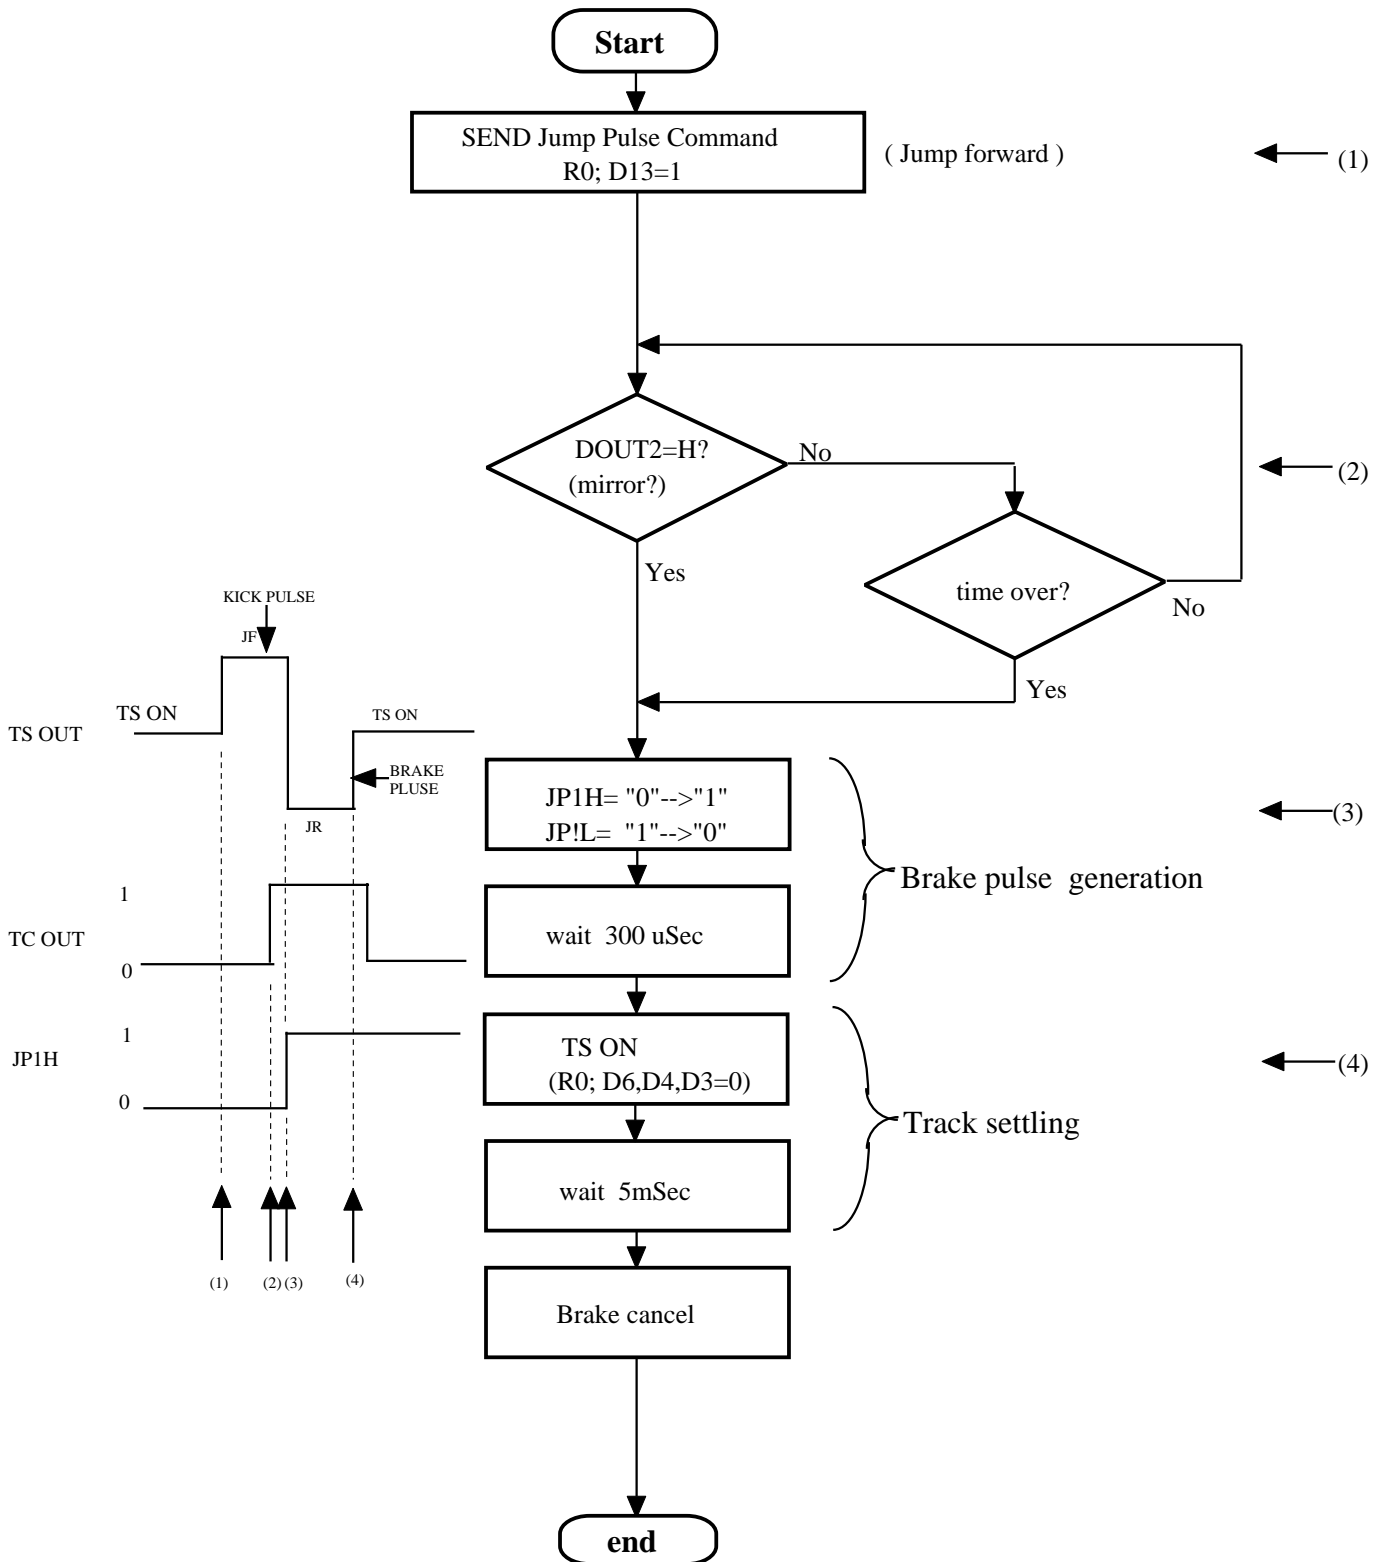 Start
SEND Jump Pulse Command
R0; D13=1
( Jump forward )
(1)
DOUT2=H?
(mirror?)
No
(2)
Yes
time over?
No
Yes
KICK PULSE
JF
TS ON
TS ON
TS OUT
BRAKE
PLUSE
JR
JP1H= "0"-->"1"
JP!L= "1"-->"0"
(3)
Brake pulse generation
1
TC OUT
0
wait 300 uSec
1
JP1H
0
TS ON
(R0; D6,D4,D3=0)
(4)
Track settling
wait 5mSec
(1)
(2)
(3)
(4)
Brake cancel
end